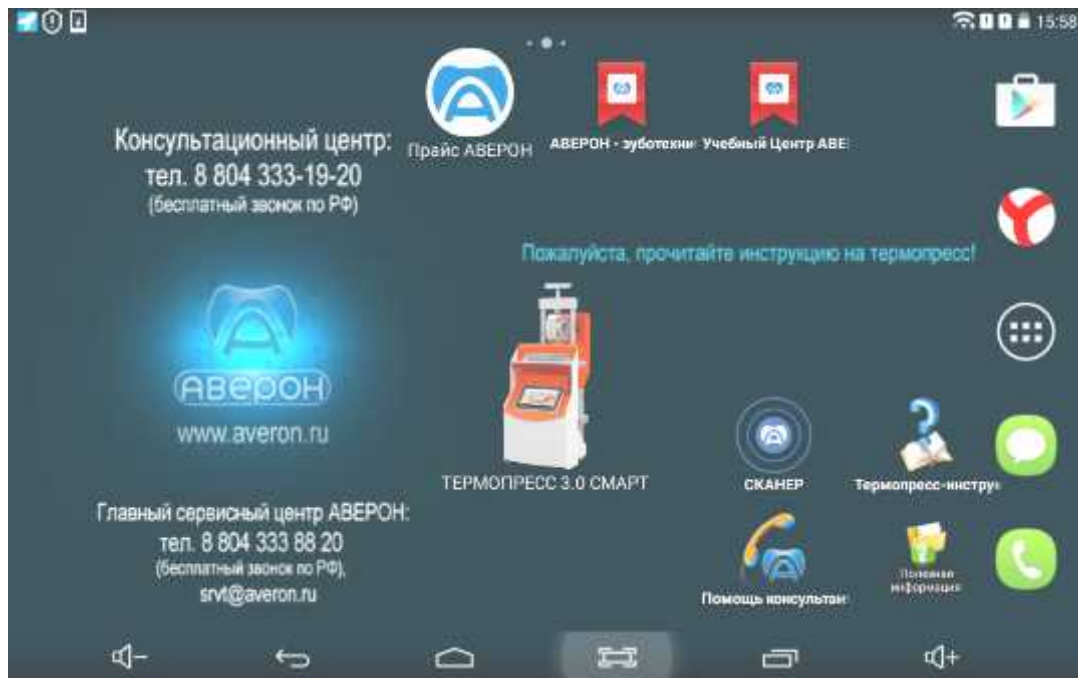 15:58
Консультационный центр:
тел. 8 804 333-19-20
(бесплатный звонок по РФ)
Прайс АВЕРОН
АВЕРОН - зуботехни
Учебный Центр АВЕ
Пожалуйста, прочитайте инструкцию на термопресс!
АВЕРОН
www.averon.ru
ТЕРМОПРЕСС 3.0 СМАРТ
СКАНЕР
Термопресс-инстру
Главный сервисный центр АВЕРОН:
тел. 8 804 333 88 20
(бесплатный звонок по РФ),
srvt@averon.ru
Помощь консультан
Полезная
информация